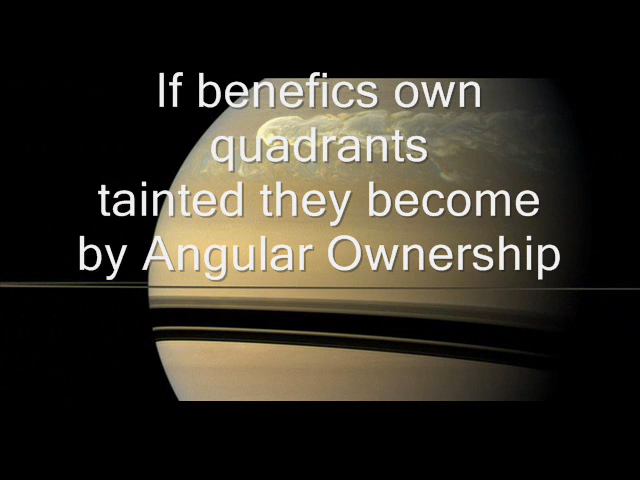 If benefics own
quadrants
tainted they become
by Angular Ownership